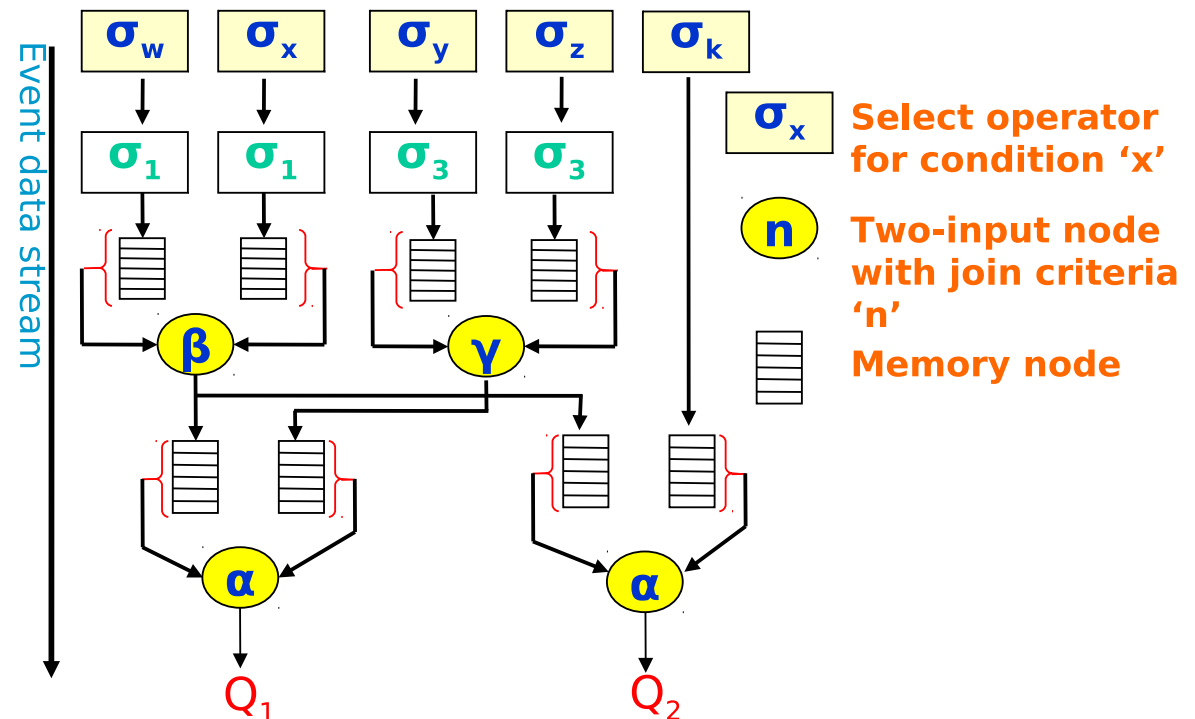 Event data stream
σw σx σy σz σk
σ1 σ1 σ3 σ3
σx
Select operator
for condition ‘x’
n
Two-input node
with join criteria
‘n’
Memory node
β γ
α α
Q1 Q2